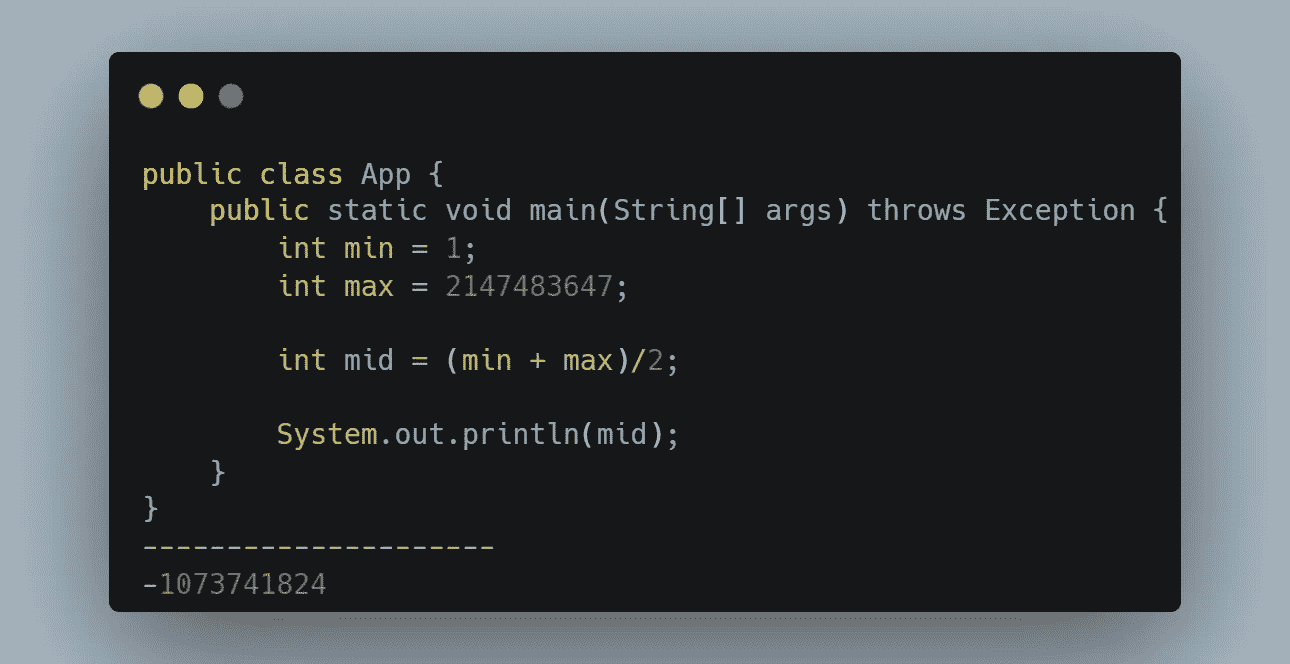 public class App {
    public static void main(String[] args) throws Exception {
        int min = 1;
        int max = 2147483647;
        int mid = (min + max)/2;
        System.out.println(mid);
    }
}
---------------------
-1073741824